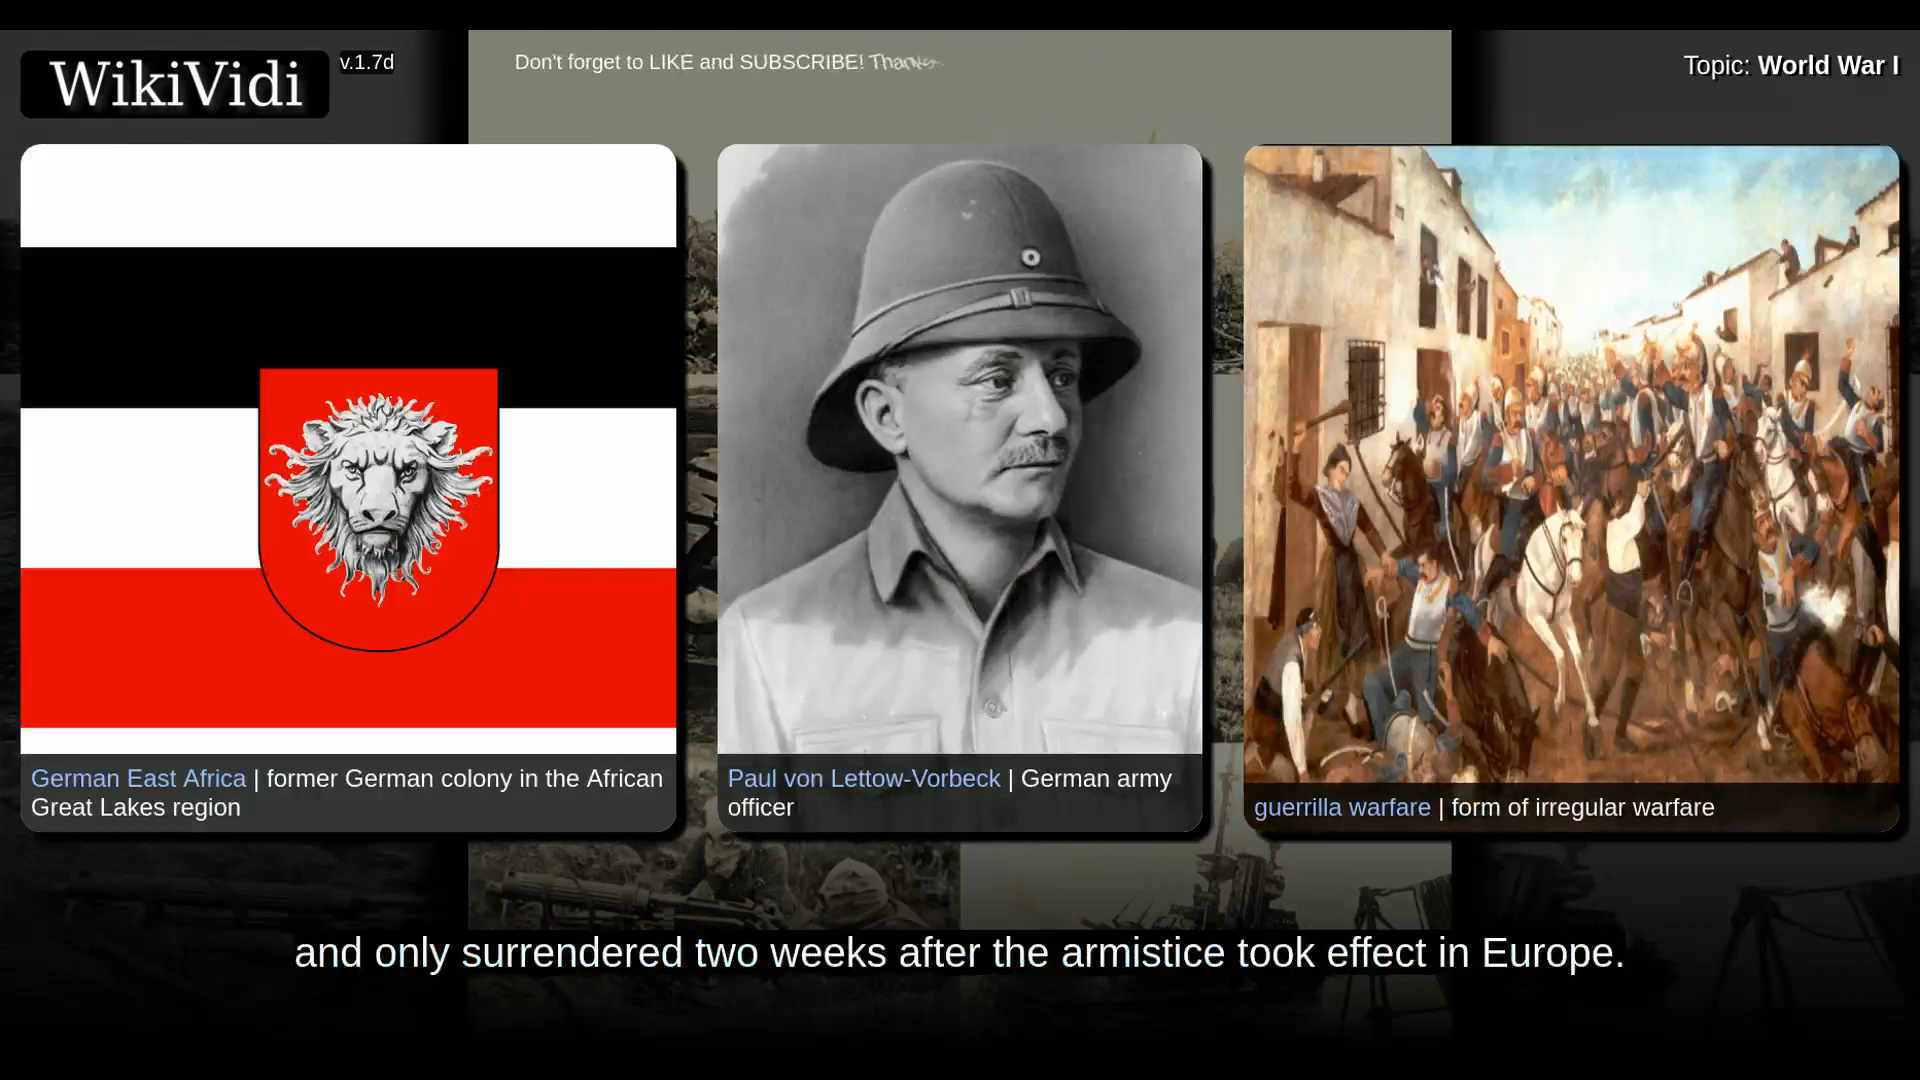 WikiVidi
v.1.7d
Don't forget to LIKE and SUBSCRIBE! Thanks
Topic: World War I
German East Africa | former German colony in the African
Great Lakes region
Paul von Lettow-Vorbeck | German army
officer
guerrilla warfare | form of irregular warfare
and only surrendered two weeks after the armistice took effect in Europe.